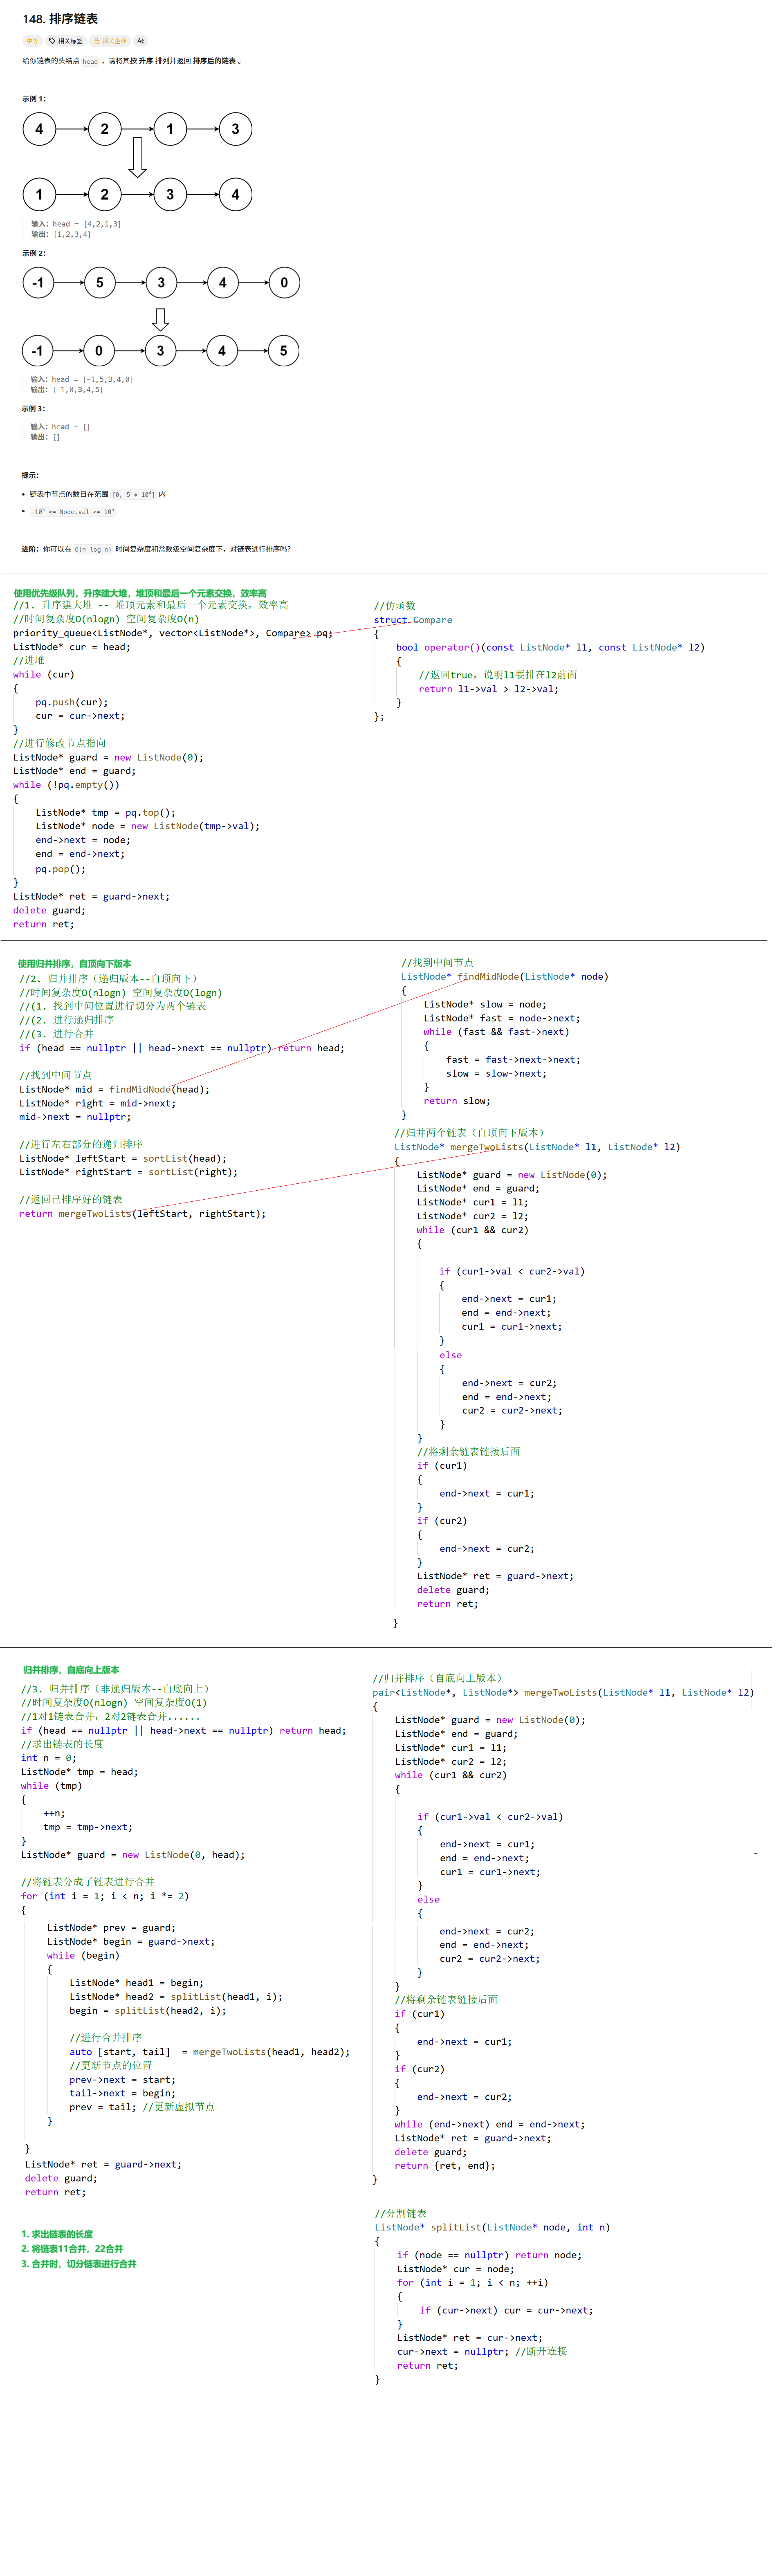 148. 排序链表
中等 相关标签 相关企业 Aχ
给你链表的头结点 head ，请将其按 升序 排列并返回 排序后的链表 。
示例 1：
4 2 1 3
1 2 3 4
输入：head = [4,2,1,3]
输出：[1,2,3,4]
示例 2：
-1 5 3 4 0
-1 0 3 4 5
输入：head = [-1,5,3,4,0]
输出：[-1,0,3,4,5]
示例 3：
输入：head = []
输出：[]
提示：
• 链表中节点的数目在范围 [0, 5 * 10⁴] 内
• -10⁵ <= Node.val <= 10⁵
进阶：你可以在 O(n log n) 时间复杂度和常数级空间复杂度下，对链表进行排序吗？
使用优先级队列，升序建大堆，堆顶和最后一个元素交换，效率高
//1. 升序建大堆 -- 堆顶元素和最后一个元素交换，效率高
//时间复杂度O(nlogn) 空间复杂度O(n)
priority_queue<ListNode*, vector<ListNode*>, Compare> pq;
ListNode* cur = head;
//进堆
while (cur)
{
pq.push(cur);
cur = cur->next;
}
//进行修改节点指向
ListNode* guard = new ListNode(0);
ListNode* end = guard;
while (!pq.empty())
{
ListNode* tmp = pq.top();
ListNode* node = new ListNode(tmp->val);
end->next = node;
end = end->next;
pq.pop();
}
ListNode* ret = guard->next;
delete guard;
return ret;
//仿函数
struct Compare
{
bool operator()(const ListNode* l1, const ListNode* l2)
{
//返回true，说明l1要排在l2前面
return l1->val > l2->val;
}
};
使用归并排序，自顶向下版本
//2. 归并排序（递归版本--自顶向下）
//时间复杂度O(nlogn) 空间复杂度O(logn)
//(1. 找到中间位置进行切分为两个链表
//(2. 进行递归排序
//(3. 进行合并
if (head == nullptr || head->next == nullptr) return head;
//找到中间节点
ListNode* mid = findMidNode(head);
ListNode* right = mid->next;
mid->next = nullptr;
//进行左右部分的递归排序
ListNode* leftStart = sortList(head);
ListNode* rightStart = sortList(right);
//返回已排序好的链表
return mergeTwoLists(leftStart, rightStart);
//找到中间节点
ListNode* findMidNode(ListNode* node)
{
ListNode* slow = node;
ListNode* fast = node->next;
while (fast && fast->next)
{
fast = fast->next->next;
slow = slow->next;
}
return slow;
}
//归并两个链表（自顶向下版本）
ListNode* mergeTwoLists(ListNode* l1, ListNode* l2)
{
ListNode* guard = new ListNode(0);
ListNode* end = guard;
ListNode* cur1 = l1;
ListNode* cur2 = l2;
while (cur1 && cur2)
{
if (cur1->val < cur2->val)
{
end->next = cur1;
end = end->next;
cur1 = cur1->next;
}
else
{
end->next = cur2;
end = end->next;
cur2 = cur2->next;
}
}
//将剩余链表链接后面
if (cur1)
{
end->next = cur1;
}
if (cur2)
{
end->next = cur2;
}
ListNode* ret = guard->next;
delete guard;
return ret;
}
归并排序，自底向上版本
//3. 归并排序（非递归版本--自底向上）
//时间复杂度O(nlogn) 空间复杂度O(1)
//1对1链表合并，2对2链表合并......
if (head == nullptr || head->next == nullptr) return head;
//求出链表的长度
int n = 0;
ListNode* tmp = head;
while (tmp)
{
++n;
tmp = tmp->next;
}
ListNode* guard = new ListNode(0, head);
//将链表分成子链表进行合并
for (int i = 1; i < n; i *= 2)
{
ListNode* prev = guard;
ListNode* begin = guard->next;
while (begin)
{
ListNode* head1 = begin;
ListNode* head2 = splitList(head1, i);
begin = splitList(head2, i);
//进行合并排序
auto [start, tail]  = mergeTwoLists(head1, head2);
//更新节点的位置
prev->next = start;
tail->next = begin;
prev = tail; //更新虚拟节点
}
}
ListNode* ret = guard->next;
delete guard;
return ret;
1. 求出链表的长度
2. 将链表11合并，22合并
3. 合并时，切分链表进行合并
//归并排序（自底向上版本）
pair<ListNode*, ListNode*> mergeTwoLists(ListNode* l1, ListNode* l2)
{
ListNode* guard = new ListNode(0);
ListNode* end = guard;
ListNode* cur1 = l1;
ListNode* cur2 = l2;
while (cur1 && cur2)
{
if (cur1->val < cur2->val)
{
end->next = cur1;
end = end->next;
cur1 = cur1->next;
}
else
{
end->next = cur2;
end = end->next;
cur2 = cur2->next;
}
}
//将剩余链表链接后面
if (cur1)
{
end->next = cur1;
}
if (cur2)
{
end->next = cur2;
}
while (end->next) end = end->next;
ListNode* ret = guard->next;
delete guard;
return {ret, end};
}
//分割链表
ListNode* splitList(ListNode* node, int n)
{
if (node == nullptr) return node;
ListNode* cur = node;
for (int i = 1; i < n; ++i)
{
if (cur->next) cur = cur->next;
}
ListNode* ret = cur->next;
cur->next = nullptr; //断开连接
return ret;
}